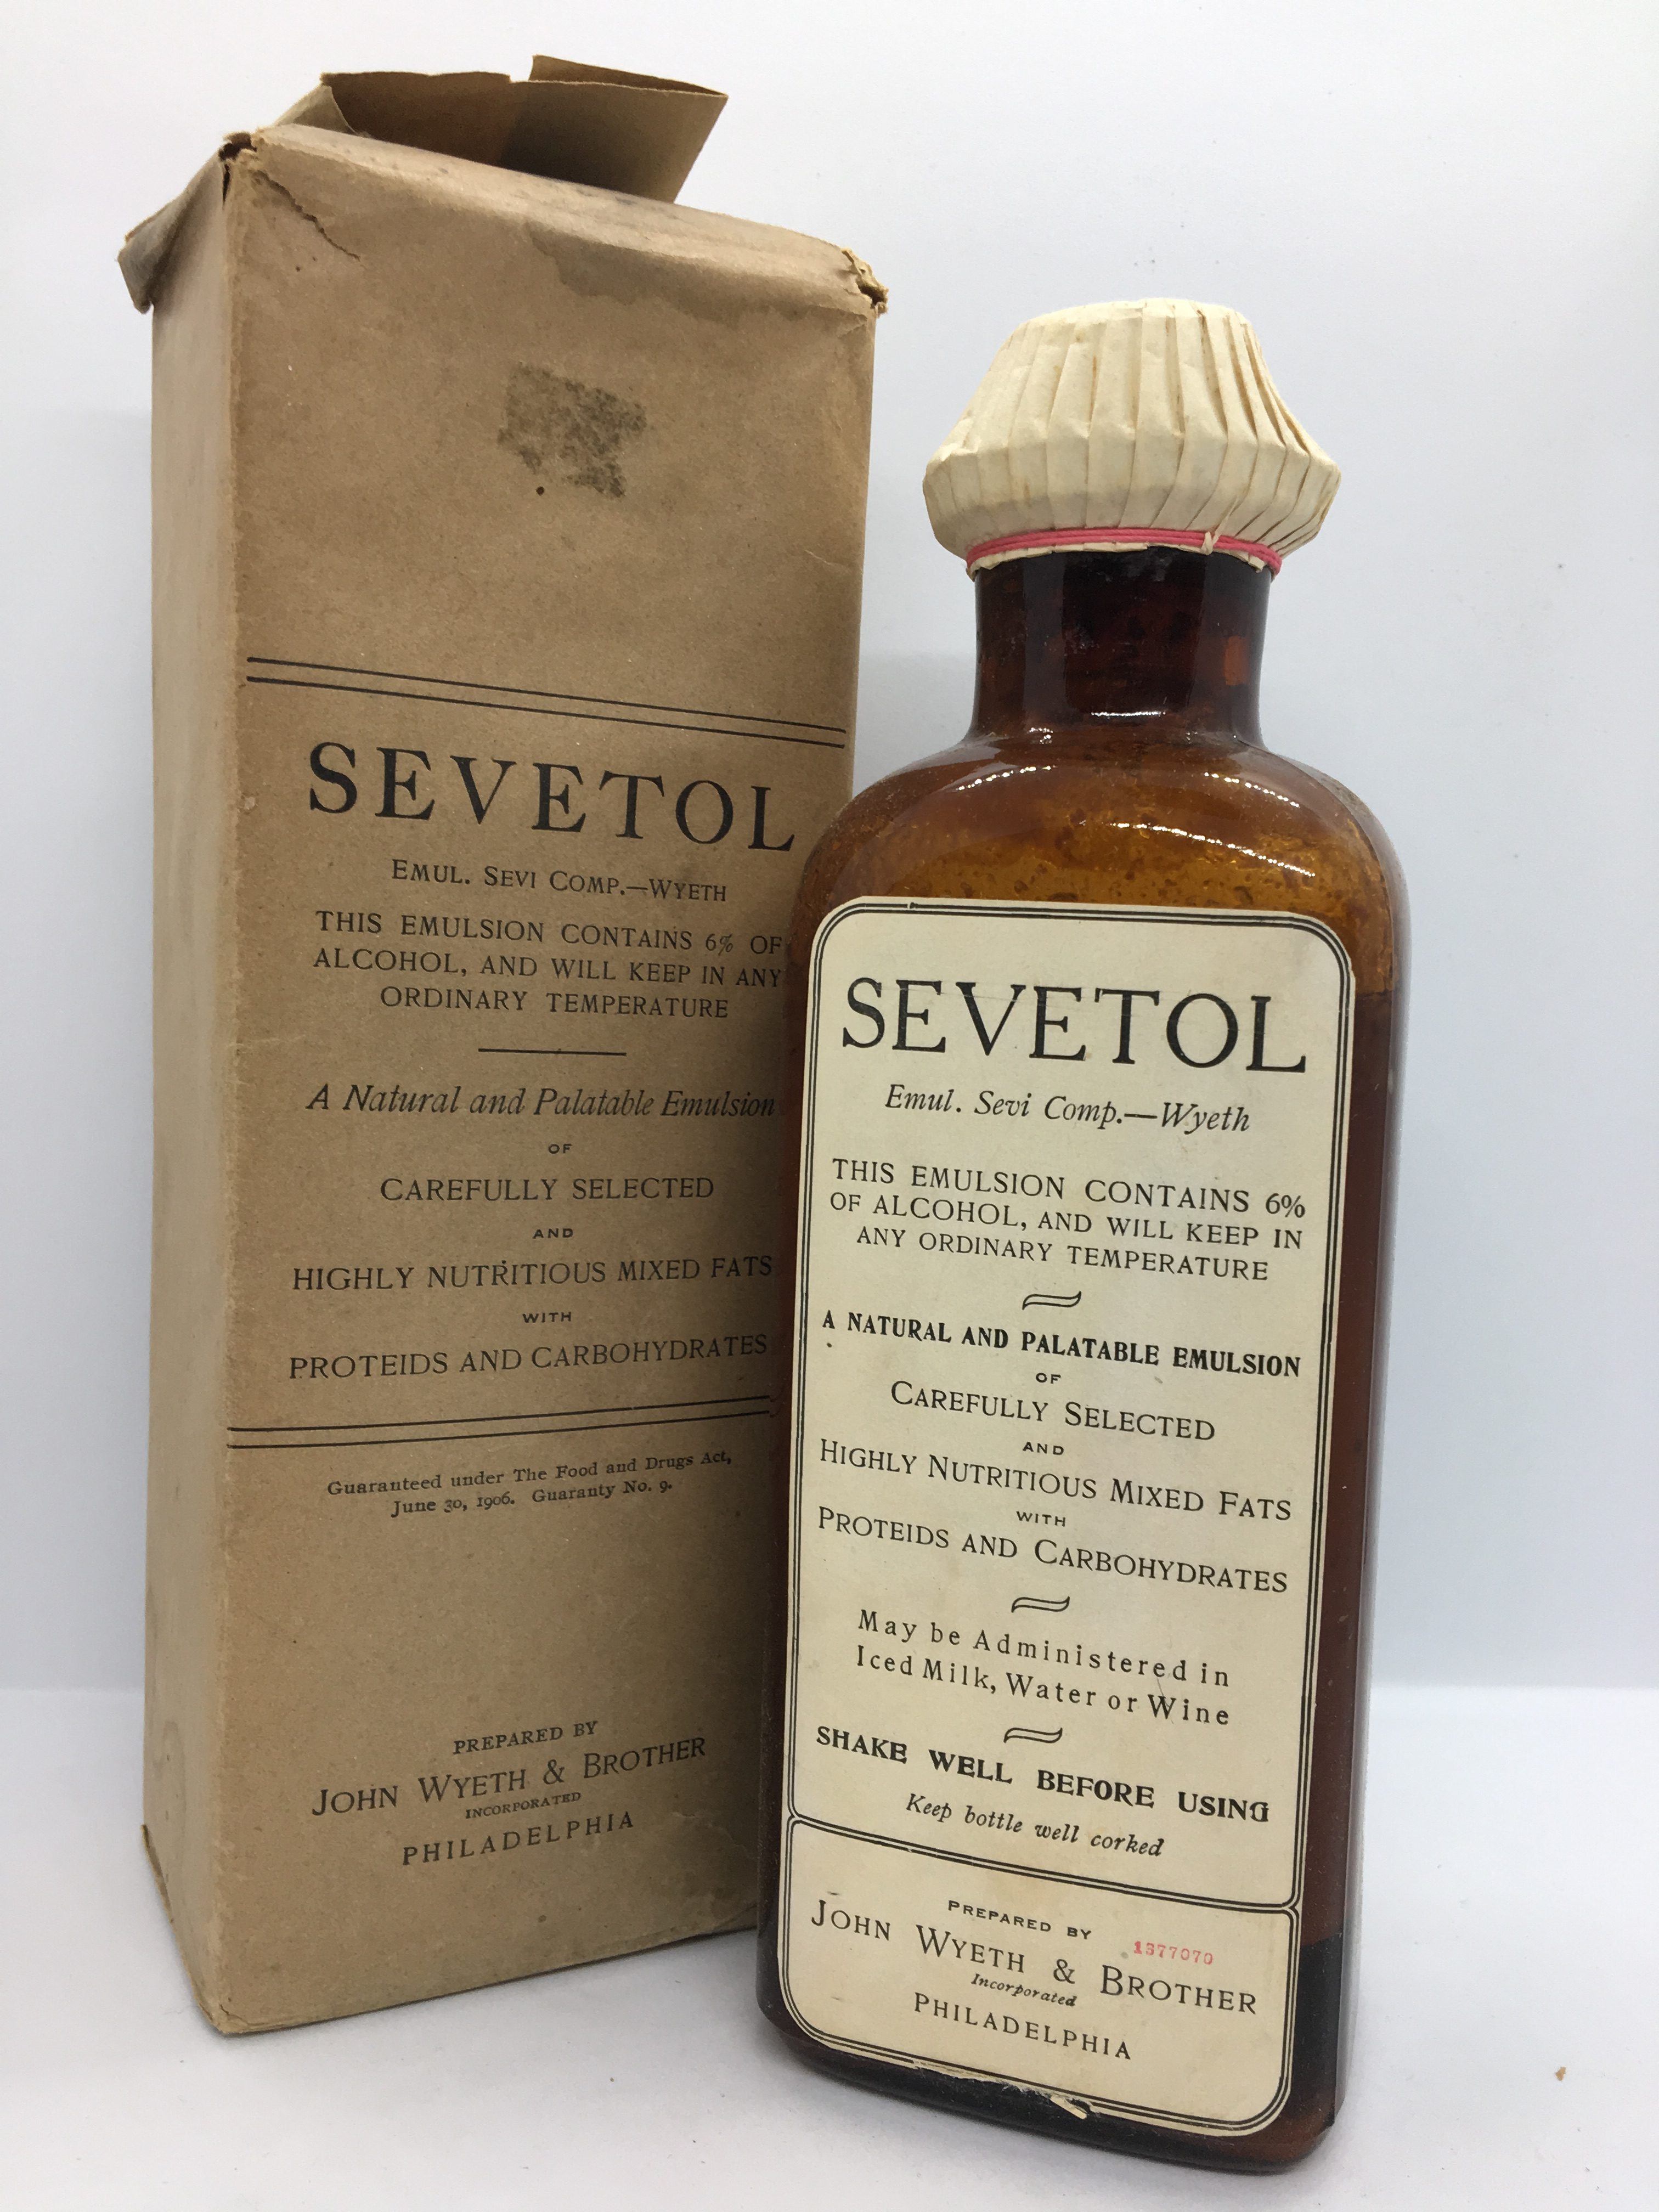 SEVETOL
EMUL. SEVI COMP.—WYETH
THIS EMULSION CONTAINS 6% OF
ALCOHOL, AND WILL KEEP IN ANY
ORDINARY TEMPERATURE
A Natural and Palatable Emulsion
OF
CAREFULLY SELECTED
AND
HIGHLY NUTRITIOUS MIXED FATS
WITH
PROTEIDS AND CARBOHYDRATES
Guaranteed under The Food and Drugs Act,
June 30, 1906. Guaranty No. 9.
PREPARED BY
JOHN WYETH & BROTHER
INCORPORATED
PHILADELPHIA
SEVETOL
Emul. Sevi Comp.—Wyeth
THIS EMULSION CONTAINS 6%
OF ALCOHOL, AND WILL KEEP IN
ANY ORDINARY TEMPERATURE
A NATURAL AND PALATABLE EMULSION
OF
CAREFULLY SELECTED
AND
HIGHLY NUTRITIOUS MIXED FATS
WITH
PROTEIDS AND CARBOHYDRATES
May be Administered in
Iced Milk, Water or Wine
SHAKE WELL BEFORE USING
Keep bottle well corked
PREPARED BY
1377070
JOHN WYETH & BROTHER
Incorporated
PHILADELPHIA